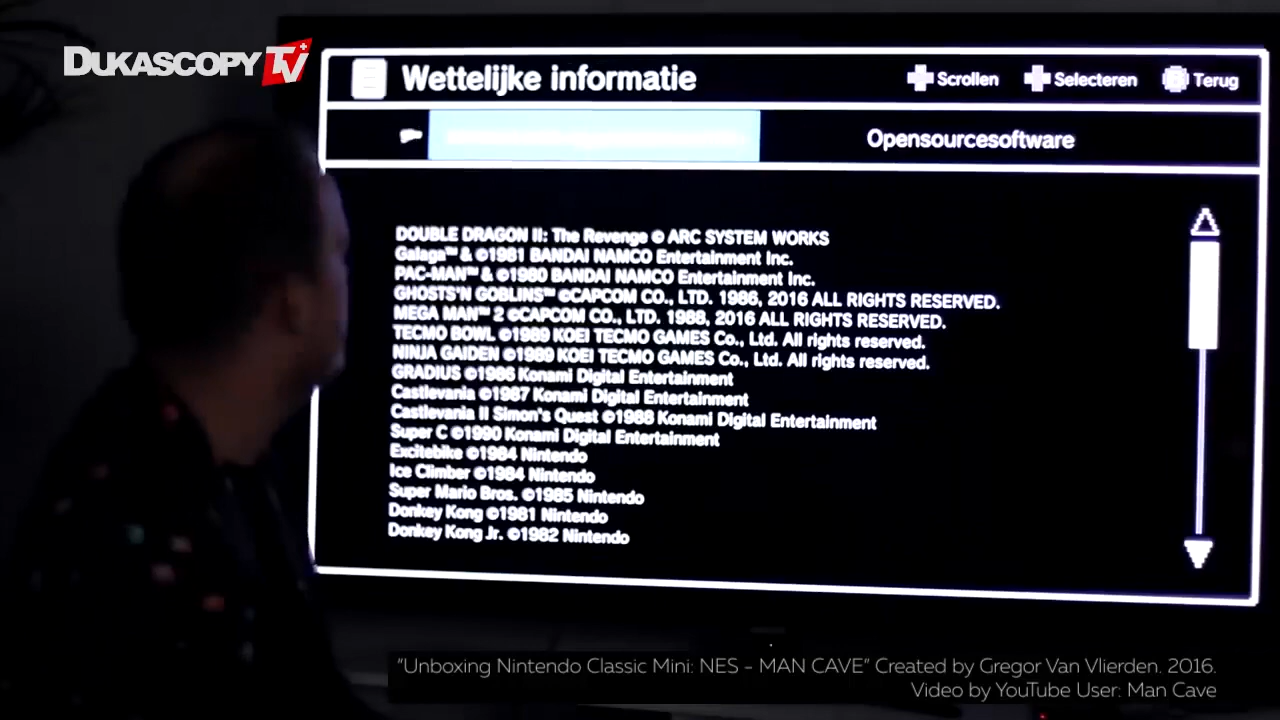 DUKASCOPY TV
Wettelijke informatie
Scrollen
Selecteren
Terug
Opensourcesoftware
DOUBLE DRAGON II: The Revenge © ARC SYSTEM WORKS
Galaga™ & ©1981 BANDAI NAMCO Entertainment Inc.
PAC-MAN™ & ©1980 BANDAI NAMCO Entertainment Inc.
GHOSTS'N GOBLINS™ ©CAPCOM CO., LTD. 1986, 2016 ALL RIGHTS RESERVED.
MEGA MAN™ 2 ©CAPCOM CO., LTD. 1988, 2016 ALL RIGHTS RESERVED.
TECMO BOWL ©1989 KOEI TECMO GAMES Co., Ltd. All rights reserved.
NINJA GAIDEN ©1989 KOEI TECMO GAMES Co., Ltd. All rights reserved.
GRADIUS ©1986 Konami Digital Entertainment
Castlevania ©1987 Konami Digital Entertainment
Castlevania II Simon's Quest ©1988 Konami Digital Entertainment
Super C ©1990 Konami Digital Entertainment
Excitebike ©1984 Nintendo
Ice Climber ©1984 Nintendo
Super Mario Bros. ©1985 Nintendo
Donkey Kong ©1981 Nintendo
Donkey Kong Jr. ©1982 Nintendo
"Unboxing Nintendo Classic Mini: NES - MAN CAVE" Created by Gregor Van Vlierden. 2016.
Video by YouTube User: Man Cave